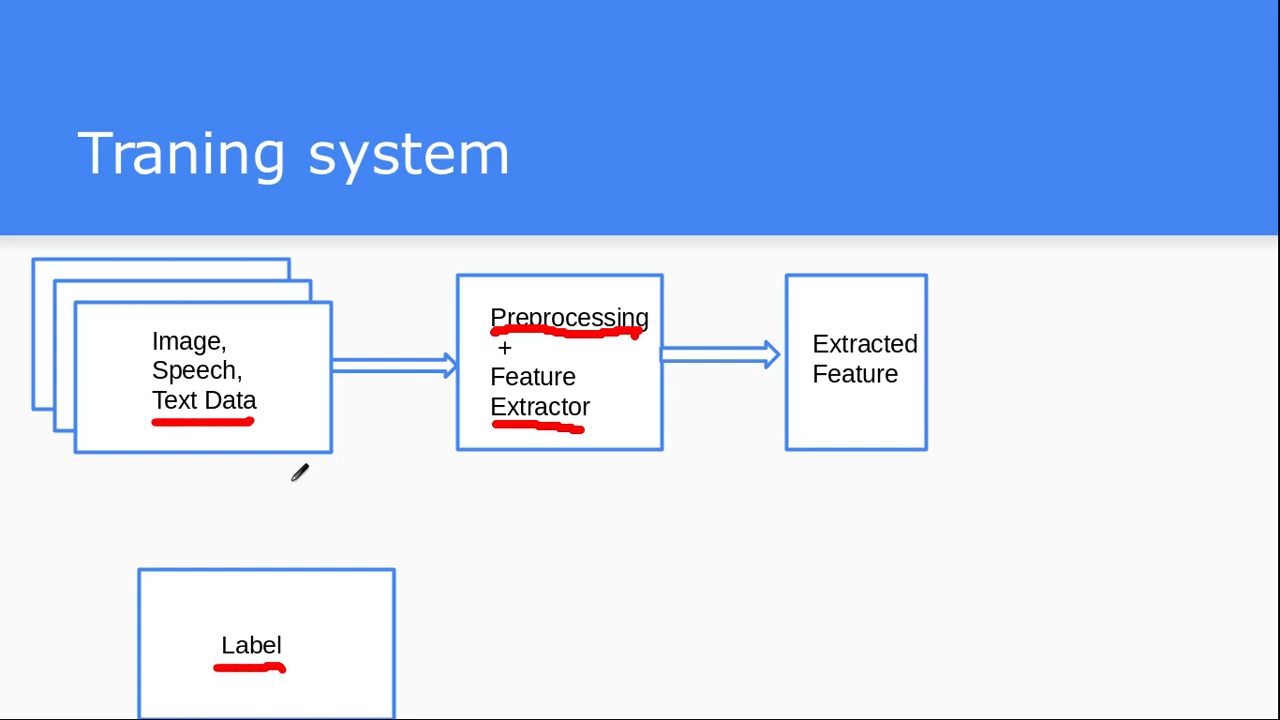 Traning system
Image,
Speech,
Text Data
Preprocessing
+
Feature
Extractor
Extracted
Feature
Label